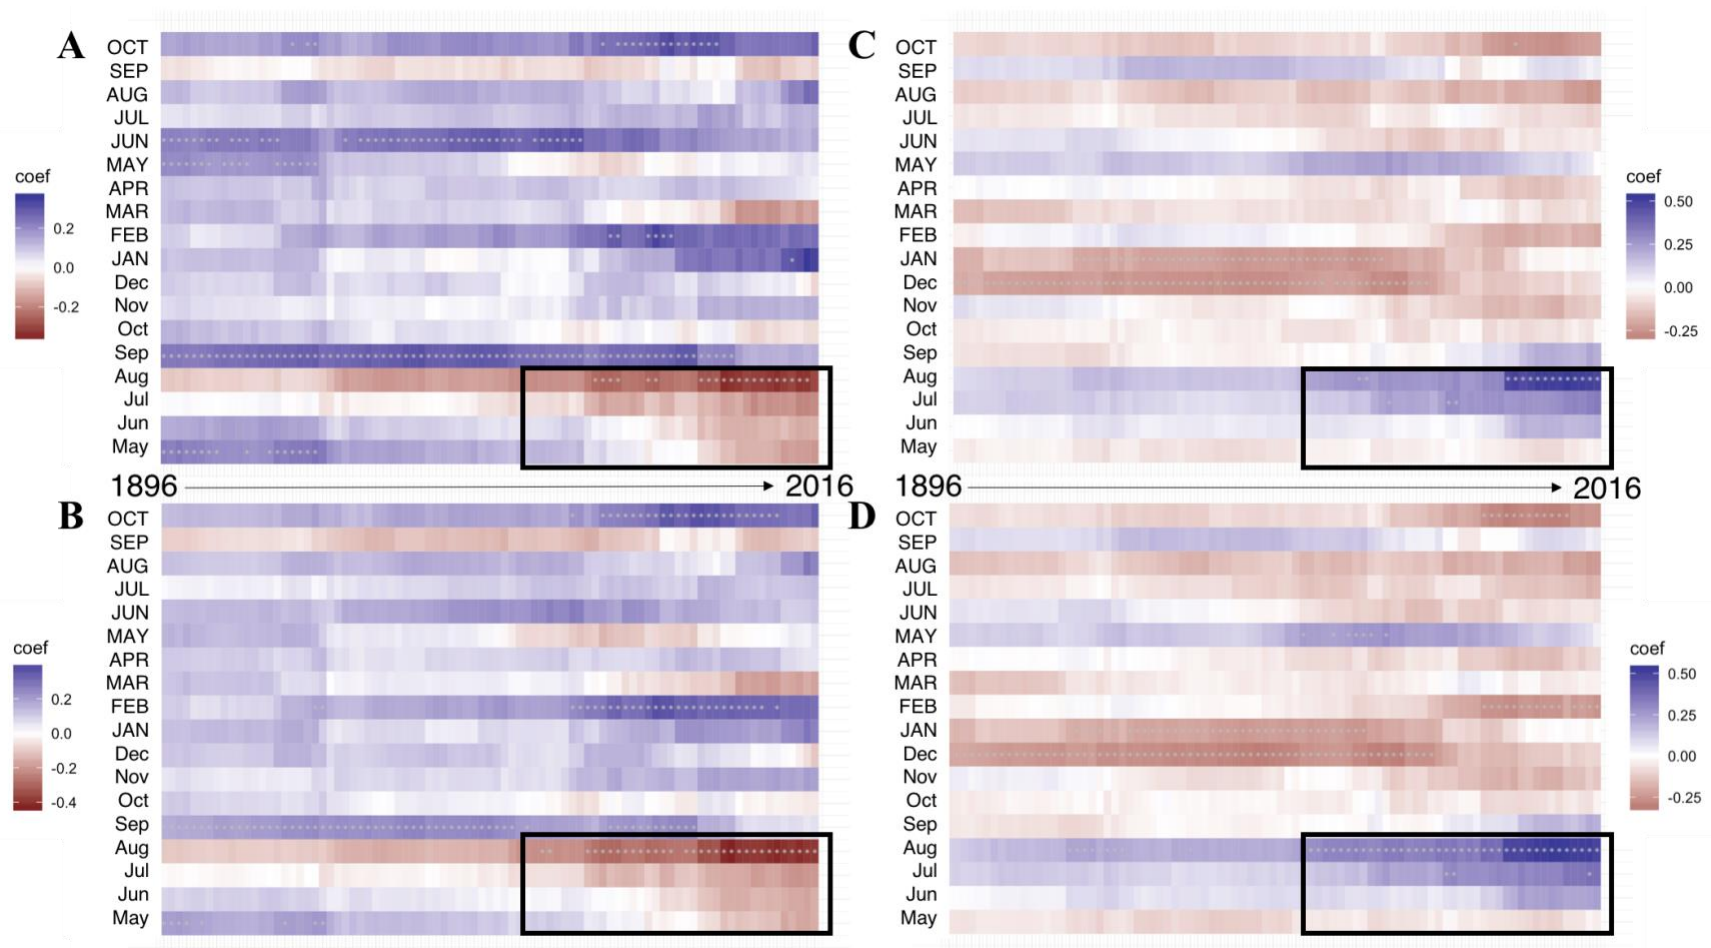 A
OCT
SEP
AUG
JUL
JUN
MAY
APR
MAR
FEB
JAN
Dec
Nov
Oct
Sep
Aug
Jul
Jun
May
coef
0.2
0.0
-0.2
1896
2016
B
OCT
SEP
AUG
JUL
JUN
MAY
APR
MAR
FEB
JAN
Dec
Nov
Oct
Sep
Aug
Jul
Jun
May
coef
0.2
0.0
-0.2
-0.4
C
OCT
SEP
AUG
JUL
JUN
MAY
APR
MAR
FEB
JAN
Dec
Nov
Oct
Sep
Aug
Jul
Jun
May
coef
0.50
0.25
0.00
-0.25
1896
2016
D
OCT
SEP
AUG
JUL
JUN
MAY
APR
MAR
FEB
JAN
Dec
Nov
Oct
Sep
Aug
Jul
Jun
May
coef
0.50
0.25
0.00
-0.25